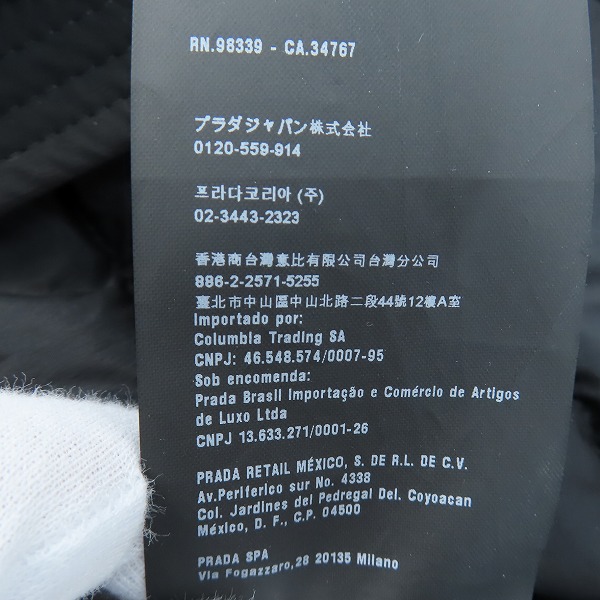 RN.98339 - CA.34767
プラダジャパン株式会社
0120-559-914
프라다코리아 (주)
02-3443-2323
香港商台灣意比有限公司台灣分公司
886-2-2571-5255
臺北市中山區中山北路二段44號12樓A室
Importado por:
Columbia Trading SA
CNPJ: 46.548.574/0007-95
Sob encomenda:
Prada Brasil Importação e Comércio de Artigos
de Luxo Ltda
CNPJ 13.633.271/0001-26
PRADA RETAIL MÉXICO, S. DE R.L. DE C.V.
Av.Periferico sur No. 4338
Col. Jardines del Pedregal Del. Coyoacan
México, D. F., C.P. 04500
PRADA SPA
Via Fogazzaro,28 20135 Milano